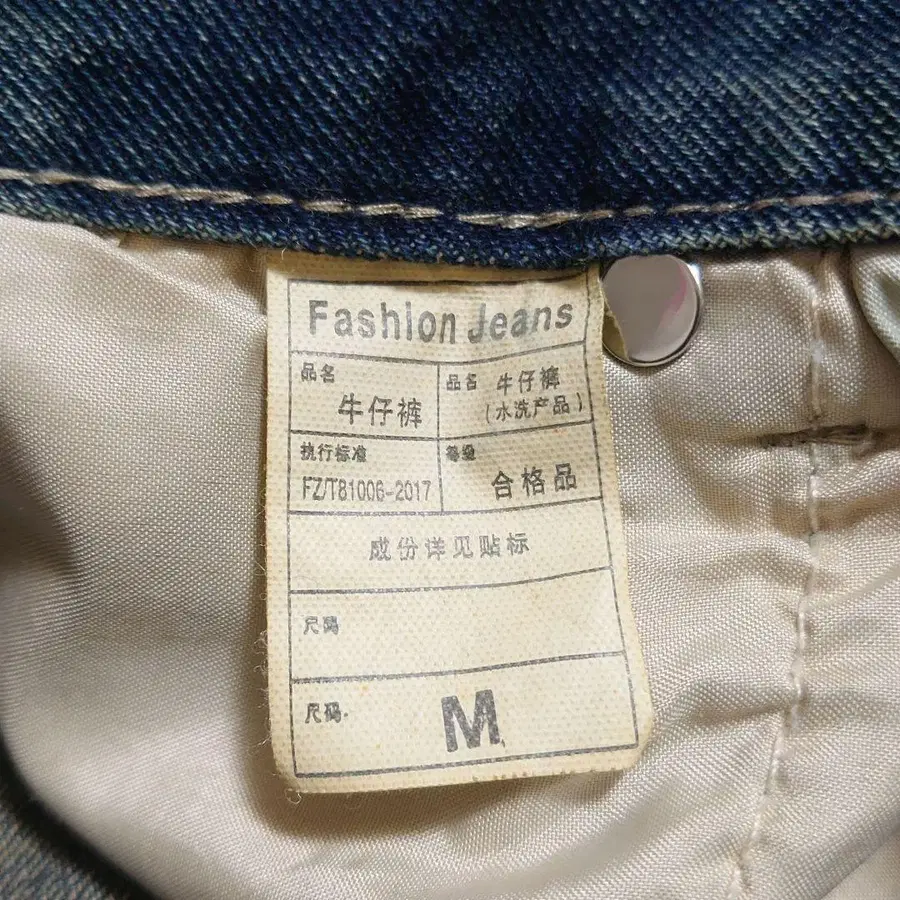 Fashion Jeans
品名
牛仔裤
品名 牛仔裤
(水洗产品)
执行标准
FZ/T81006-2017
等级
合格品
成份详见贴标
尺码
尺码.
M